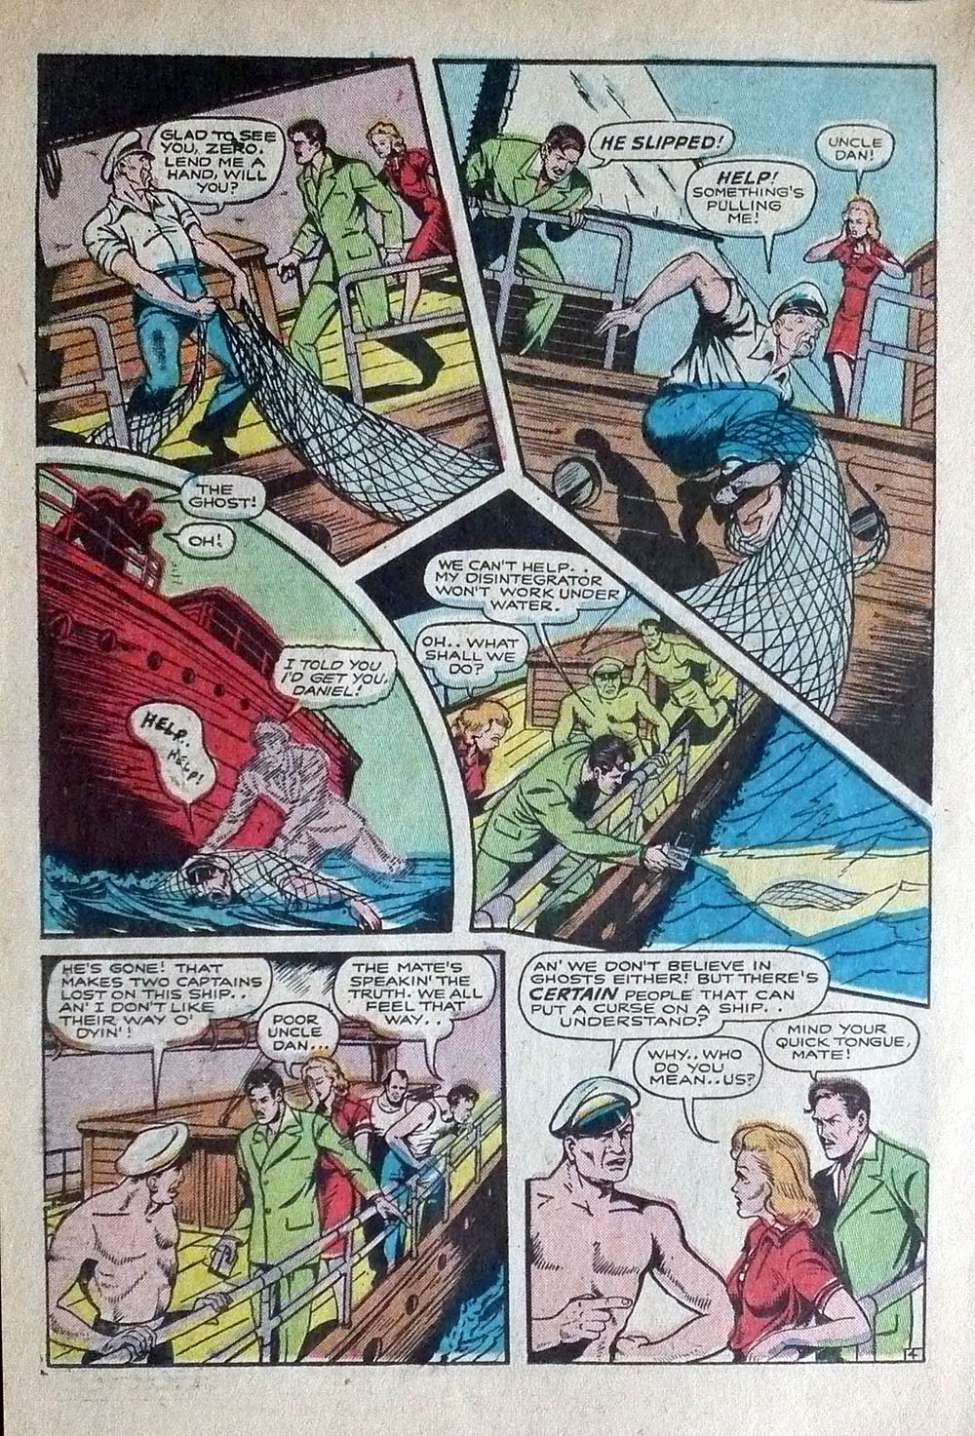 GLAD TO SEE
YOU, ZERO.
LEND ME A
HAND, WILL
YOU?
HE SLIPPED!
HELP!
SOMETHING'S
PULLING
ME!
UNCLE
DAN!
THE
GHOST!
OH!
I TOLD YOU
I'D GET YOU,
DANIEL!
HELP.
HELP!
WE CAN'T HELP..
MY DISINTEGRATOR
WON'T WORK UNDER
WATER.
OH.. WHAT
SHALL WE
DO?
HE'S GONE! THAT
MAKES TWO CAPTAINS
LOST ON THIS SHIP..
AN' I DON'T LIKE
THEIR WAY O'
DYIN'!
POOR
UNCLE
DAN...
THE MATE'S
SPEAKIN' THE
TRUTH. WE ALL
FEEL THAT
WAY..
AN' WE DON'T BELIEVE IN
GHOSTS EITHER! BUT THERE'S
CERTAIN PEOPLE THAT CAN
PUT A CURSE ON A SHIP..
UNDERSTAND?
WHY.. WHO
DO YOU
MEAN..US?
MIND YOUR
QUICK TONGUE,
MATE!
4